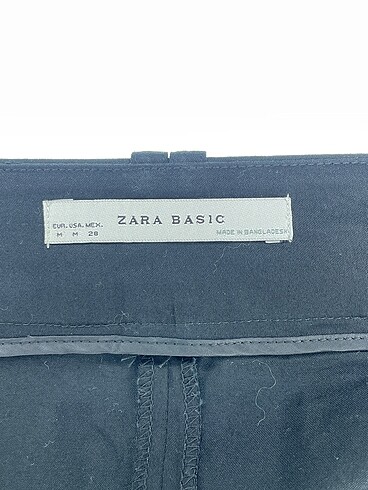 EUR. USA. MEX.
M M 28
ZARA BASIC
MADE IN BANGLADESH